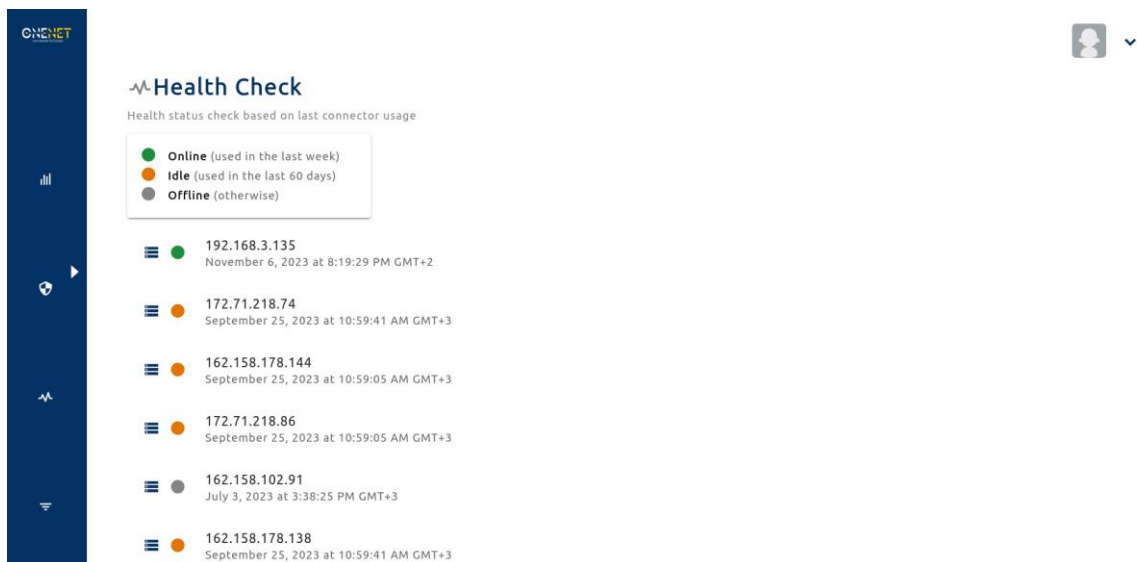 ONENET
Health Check
Health status check based on last connector usage
Online (used in the last week)
Idle (used in the last 60 days)
Offline (otherwise)
192.168.3.135
November 6, 2023 at 8:19:29 PM GMT+2
172.71.218.74
September 25, 2023 at 10:59:41 AM GMT+3
162.158.178.144
September 25, 2023 at 10:59:05 AM GMT+3
172.71.218.86
September 25, 2023 at 10:59:05 AM GMT+3
162.158.102.91
July 3, 2023 at 3:38:25 PM GMT+3
162.158.178.138
September 25, 2023 at 10:59:41 AM GMT+3